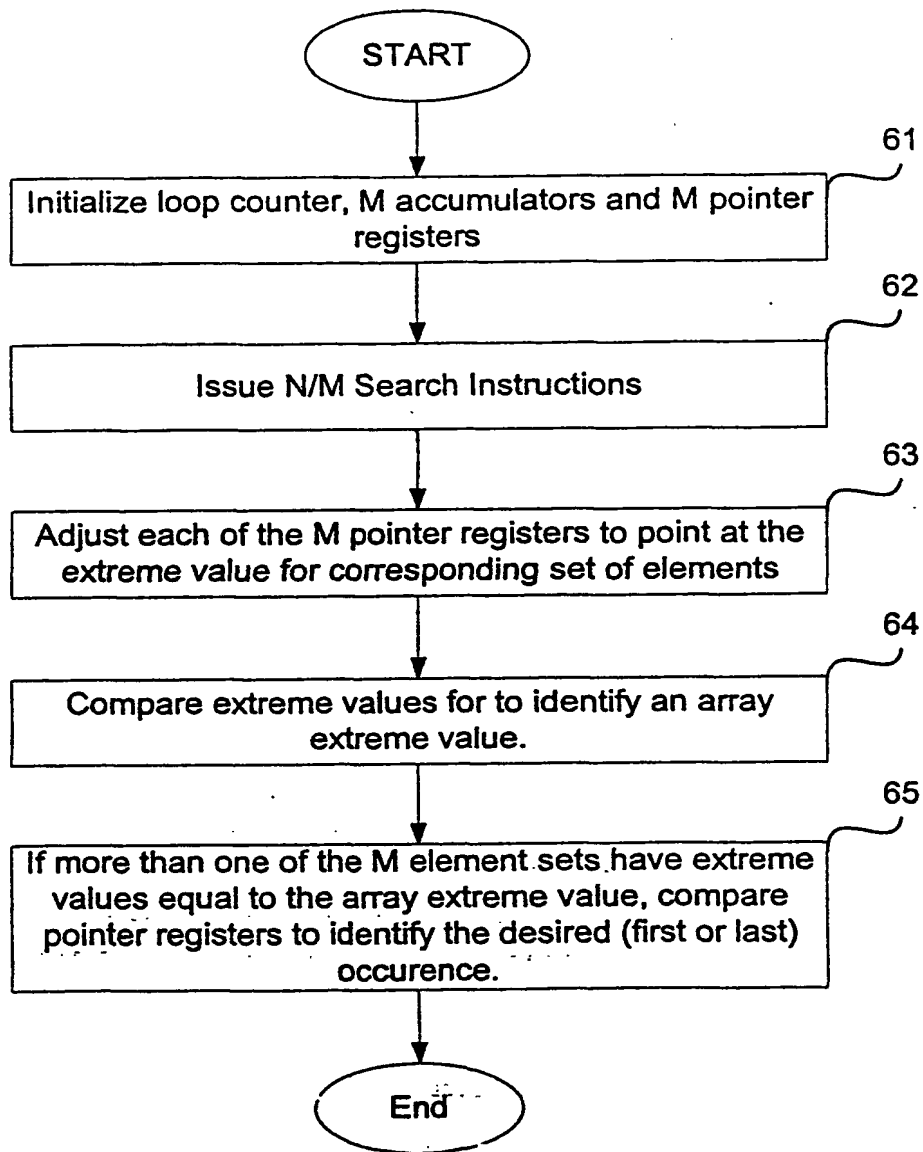 START
61
Initialize loop counter, M accumulators and M pointer
registers
62
Issue N/M Search Instructions
63
Adjust each of the M pointer registers to point at the
extreme value for corresponding set of elements
64
Compare extreme values for to identify an array
extreme value.
65
If more than one of the M element sets have extreme
values equal to the array extreme value, compare
pointer registers to identify the desired (first or last)
occurence.
End